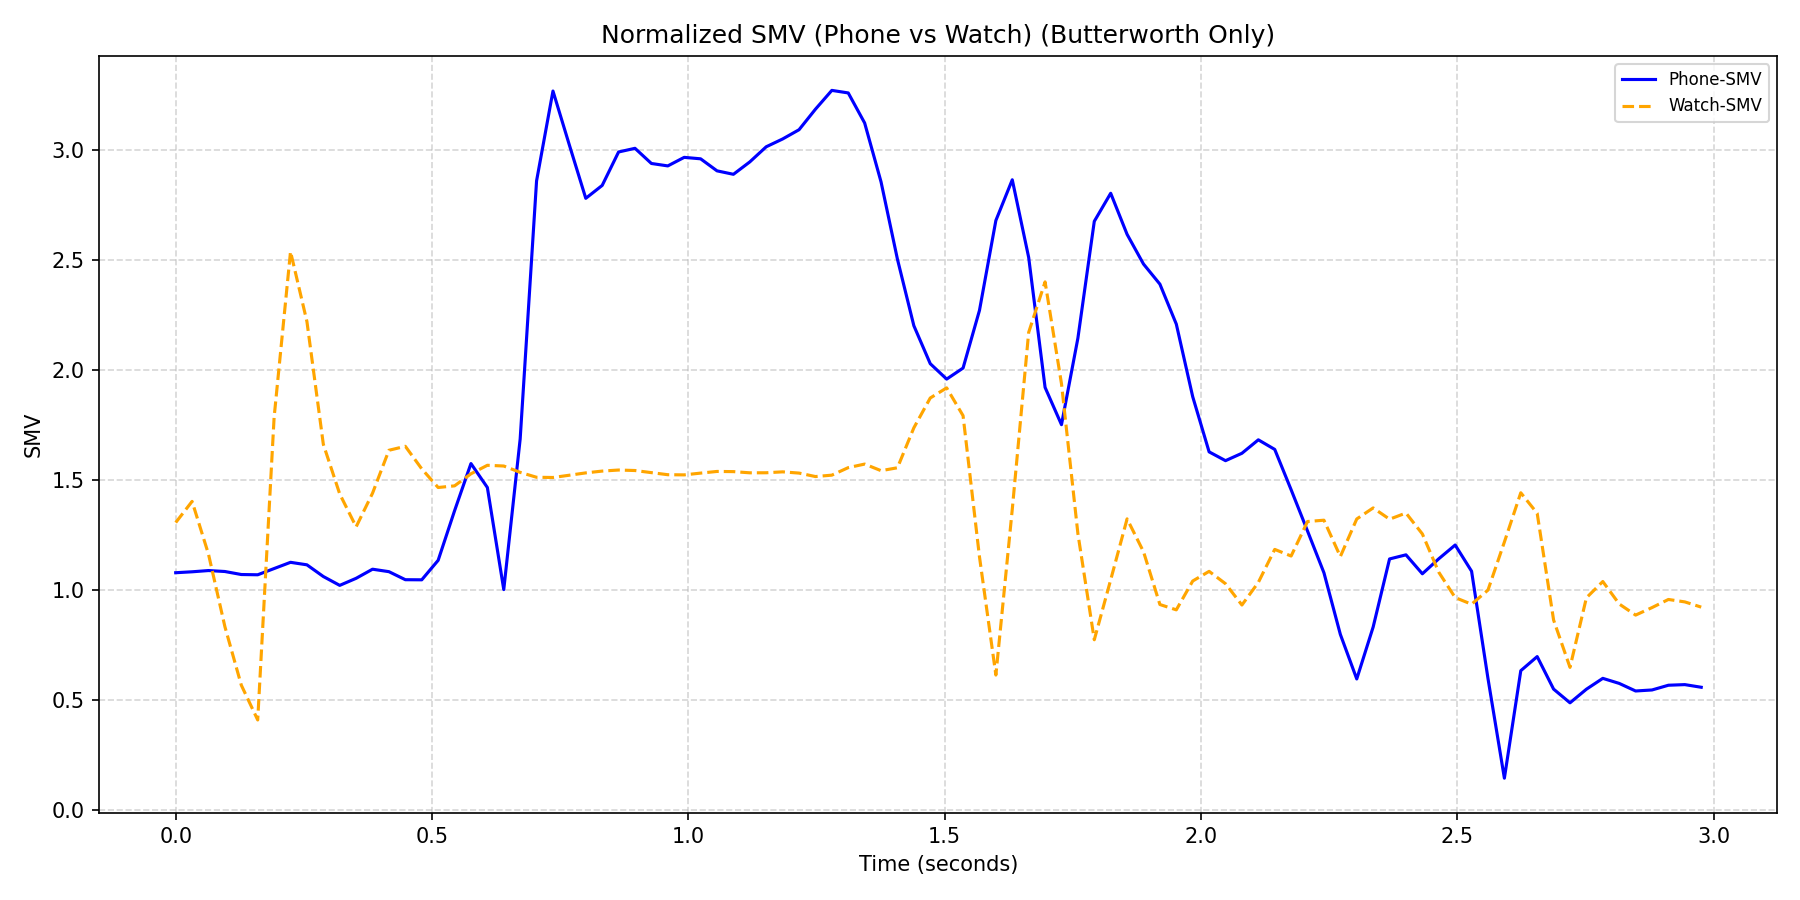 Normalized SMV (Phone vs Watch) (Butterworth Only)
Phone-SMV
Watch-SMV
SMV
3.0
2.5
2.0
1.5
1.0
0.5
0.0
0.0 0.5 1.0 1.5 2.0 2.5 3.0
Time (seconds)